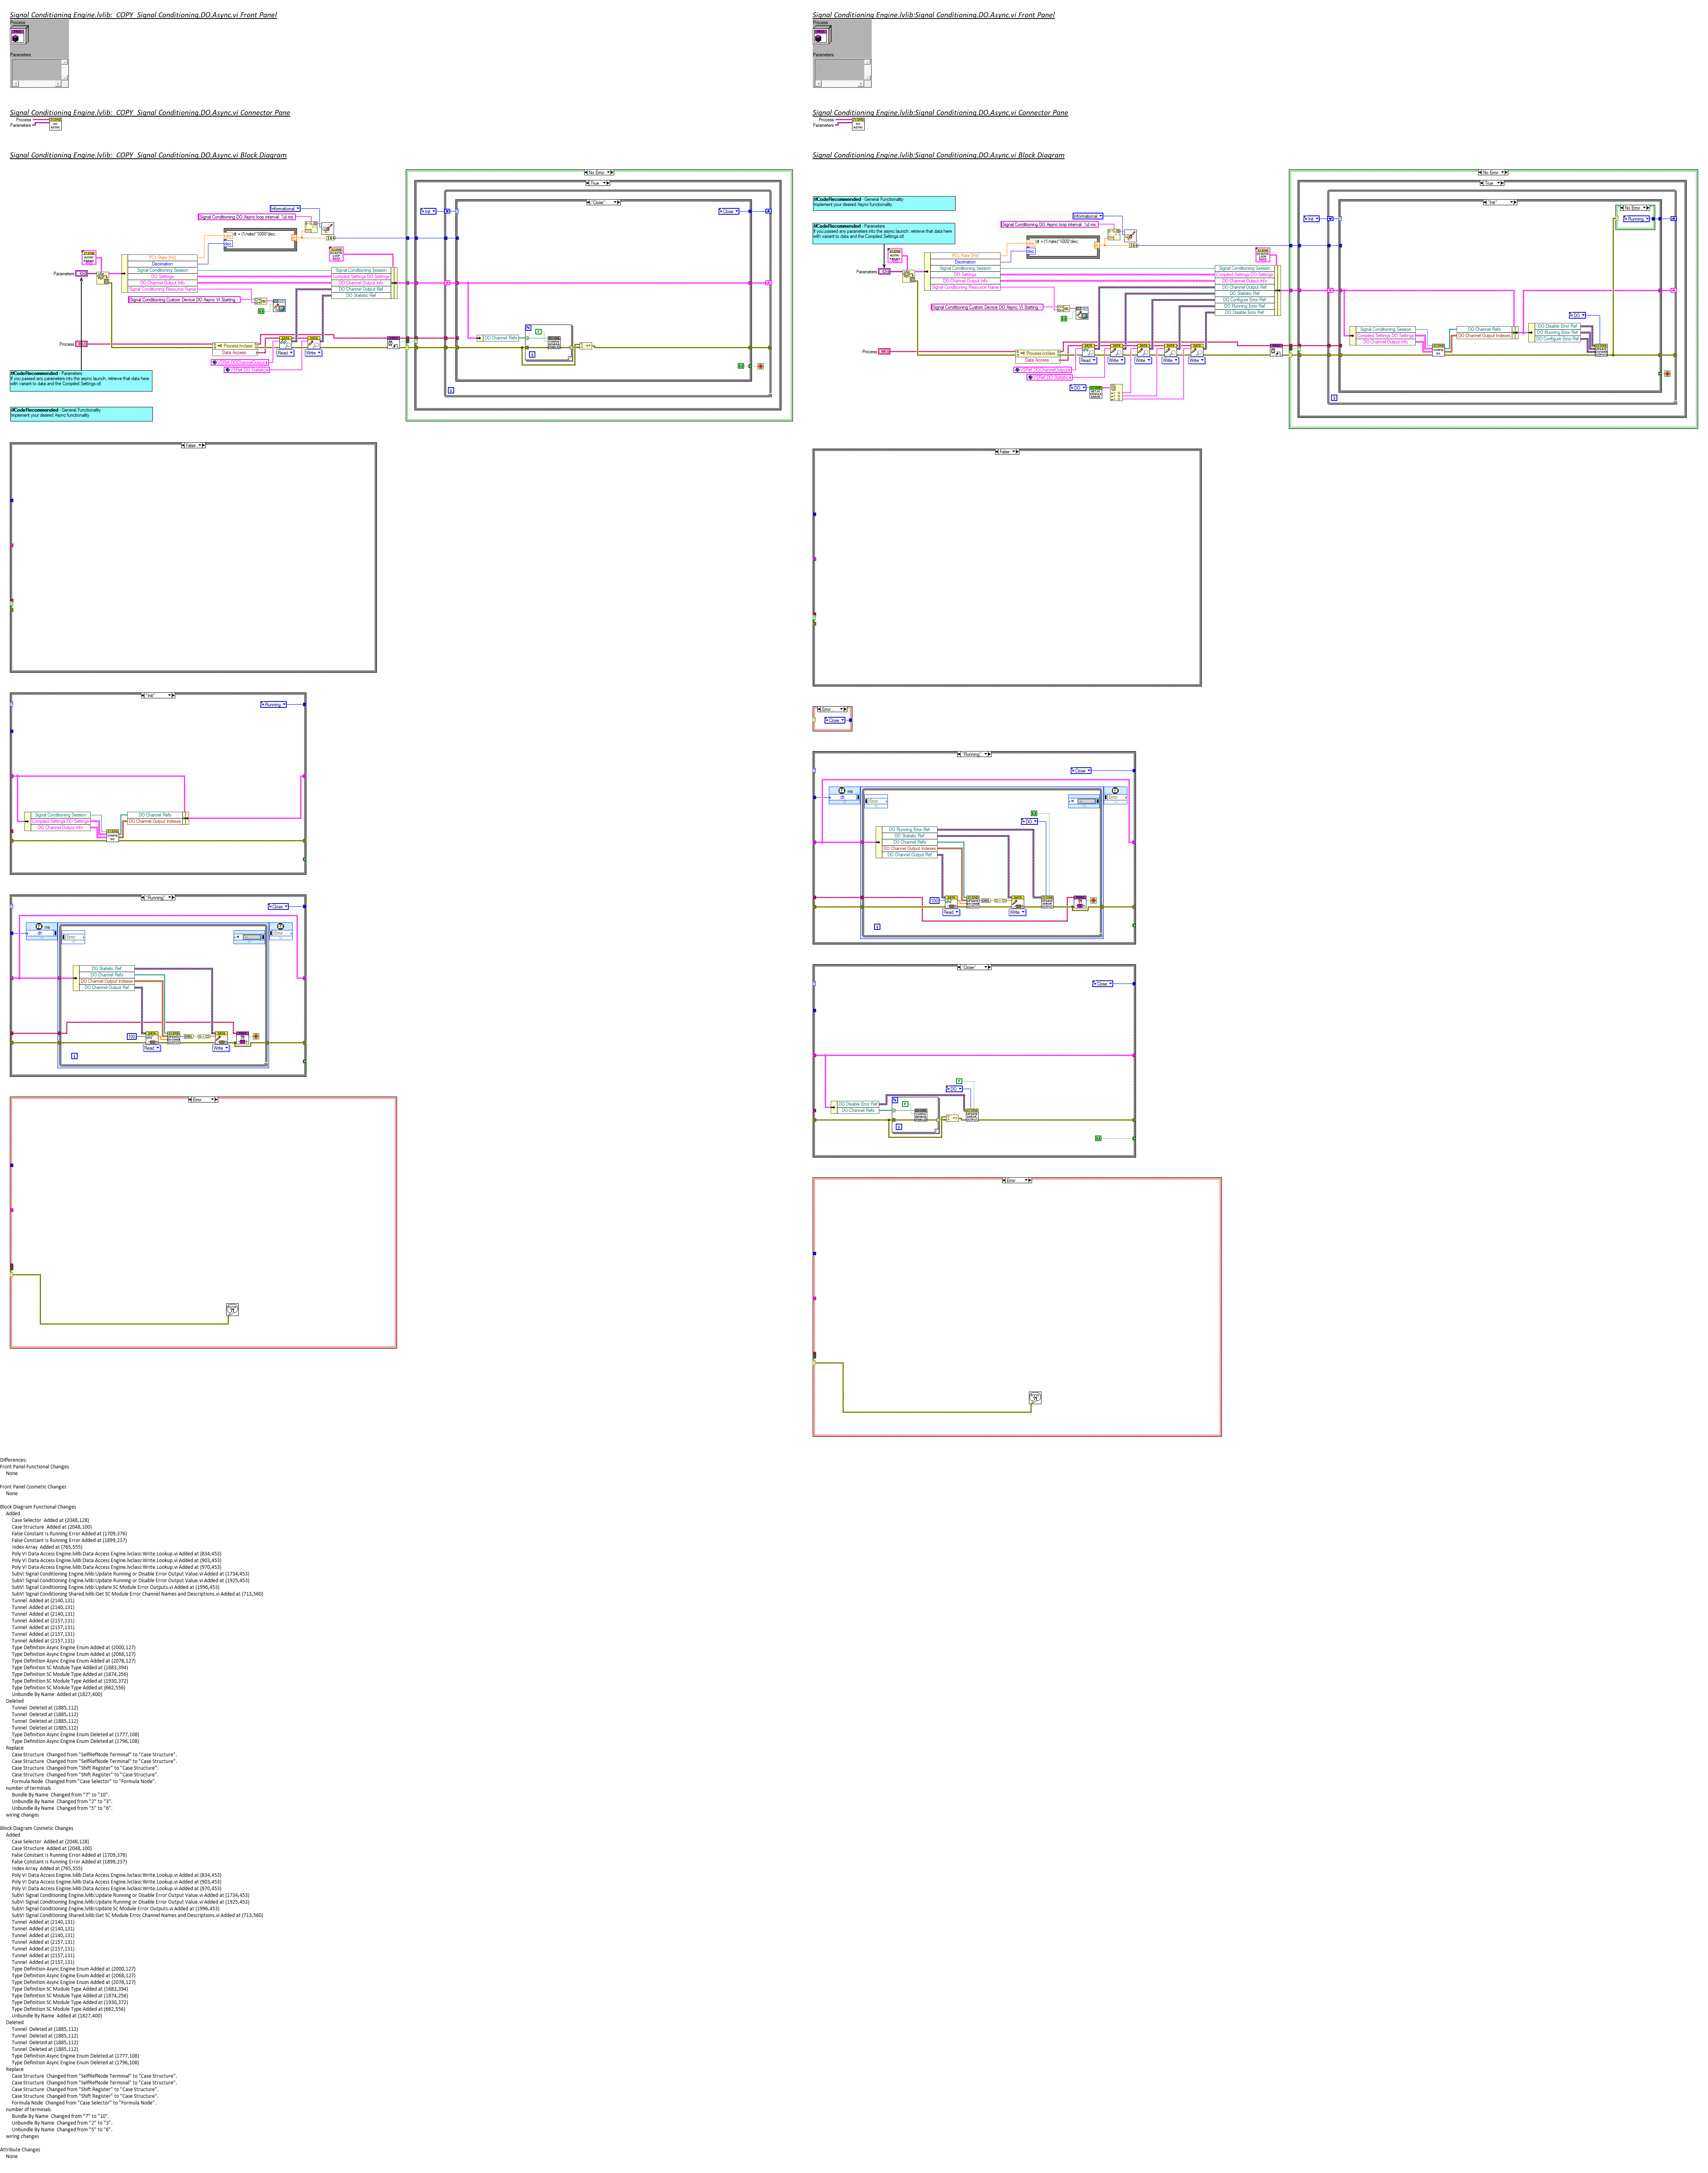 Signal Conditioning Engine.lvlib:_COPY_Signal Conditioning.DO.Async.vi Front Panel
Process
Parameters
Signal Conditioning Engine.lvlib:_COPY_Signal Conditioning.DO.Async.vi Connector Pane
Process
Parameters
Signal Conditioning Engine.lvlib:_COPY_Signal Conditioning.DO.Async.vi Block Diagram
No Error
True
"Close"
Init
Close
Informational
Signal Conditioning DO Async loop interval: %d ms
dt = (1/rate)*1000*dec;
PCL Rate [Hz]
Decimation
Signal Conditioning Session
DO Settings
DO Channel Output Info
Signal Conditioning Resource Name
Parameters
Signal Conditioning Custom Device DO Async VI Starting...
Signal Conditioning Session
Compiled Settings.DO Settings
DO Channel Output Info
DO Channel Output Ref
DO Statistic Ref
Process
Process.lvclass
Data Access
Read
Write
DO Channel Refs
#CodeRecommended - Parameters
If you passed any parameters into the async launch, retrieve that data here
with variant to data and the Compiled Settings.ctl
#CodeRecommended - General Functionality
Implement your desired Async functionality
False
"Init"
Running
Signal Conditioning Session
Compiled Settings.DO Settings
DO Channel Output Info
DO Channel Refs
DO Channel Output Indexes
"Running"
Close
ms
dt
Error
Error
DO Statistic Ref
DO Channel Refs
DO Channel Output Indexes
DO Channel Output Ref
100
Read
Write
Error
Signal Conditioning Engine.lvlib:Signal Conditioning.DO.Async.vi Front Panel
Process
Parameters
Signal Conditioning Engine.lvlib:Signal Conditioning.DO.Async.vi Connector Pane
Process
Parameters
Signal Conditioning Engine.lvlib:Signal Conditioning.DO.Async.vi Block Diagram
#CodeRecommended - General Functionality
Implement your desired Async functionality
#CodeRecommended - Parameters
If you passed any parameters into the async launch, retrieve that data here
with variant to data and the Compiled Settings.ctl
No Error
True
"Init"
Init
No Error
Running
Informational
Signal Conditioning DO Async loop interval: %d ms
dt = (1/rate)*1000*dec;
PCL Rate [Hz]
Decimation
Signal Conditioning Session
DO Settings
DO Channel Output Info
Signal Conditioning Resource Name
Parameters
Signal Conditioning Custom Device DO Async VI Starting...
Signal Conditioning Session
Compiled Settings.DO Settings
DO Channel Output Info
DO Channel Output Ref
DO Statistic Ref
DO Configure Error Ref
DO Running Error Ref
DO Disable Error Ref
Process
Process.lvclass
Data Access
Read
Write
Write
Write
Write
DO
Signal Conditioning Session
Compiled Settings.DO Settings
DO Channel Output Info
DO Channel Refs
DO Channel Output Indexes
DO
DO Disable Error Ref
DO Running Error Ref
DO Configure Error Ref
False
Error
Close
"Running"
Close
ms
dt
Error
Error
DO
DO Running Error Ref
DO Statistic Ref
DO Channel Refs
DO Channel Output Indexes
DO Channel Output Ref
100
Read
Write
"Close"
Close
DO
DO Disable Error Ref
DO Channel Refs
Error
Differences:
Front Panel Functional Changes
None
Front Panel Cosmetic Changes
None
Block Diagram Functional Changes
Added
Case Selector Added at (2048,128)
Case Structure Added at (2048,100)
False Constant Is Running Error Added at (1709,376)
False Constant Is Running Error Added at (1899,237)
Index Array Added at (765,555)
Poly VI Data Access Engine.lvlib:Data Access Engine.lvclass:Write.Lookup.vi Added at (834,453)
Poly VI Data Access Engine.lvlib:Data Access Engine.lvclass:Write.Lookup.vi Added at (903,453)
Poly VI Data Access Engine.lvlib:Data Access Engine.lvclass:Write.Lookup.vi Added at (970,453)
SubVI Signal Conditioning Engine.lvlib:Update Running or Disable Error Output Value.vi Added at (1734,453)
SubVI Signal Conditioning Engine.lvlib:Update Running or Disable Error Output Value.vi Added at (1925,453)
SubVI Signal Conditioning Engine.lvlib:Update SC Module Error Outputs.vi Added at (1996,453)
SubVI Signal Conditioning Shared.lvlib:Get SC Module Error Channel Names and Descriptions.vi Added at (713,560)
Tunnel Added at (2140,131)
Tunnel Added at (2140,131)
Tunnel Added at (2140,131)
Tunnel Added at (2157,131)
Tunnel Added at (2157,131)
Tunnel Added at (2157,131)
Tunnel Added at (2157,131)
Type Definition Async Engine Enum Added at (2000,127)
Type Definition Async Engine Enum Added at (2068,127)
Type Definition Async Engine Enum Added at (2078,127)
Type Definition SC Module Type Added at (1683,394)
Type Definition SC Module Type Added at (1874,256)
Type Definition SC Module Type Added at (1930,372)
Type Definition SC Module Type Added at (662,556)
Unbundle By Name Added at (1827,400)
Deleted
Tunnel Deleted at (1885,112)
Tunnel Deleted at (1885,112)
Tunnel Deleted at (1885,112)
Tunnel Deleted at (1885,112)
Type Definition Async Engine Enum Deleted at (1777,108)
Type Definition Async Engine Enum Deleted at (1796,108)
Replace
Case Structure Changed from "SelfRefNode Terminal" to "Case Structure".
Case Structure Changed from "SelfRefNode Terminal" to "Case Structure".
Case Structure Changed from "Shift Register" to "Case Structure".
Case Structure Changed from "Shift Register" to "Case Structure".
Formula Node Changed from "Case Selector" to "Formula Node".
number of terminals
Bundle By Name Changed from "7" to "10".
Unbundle By Name Changed from "2" to "3".
Unbundle By Name Changed from "5" to "6".
wiring changes
Block Diagram Cosmetic Changes
Added
Case Selector Added at (2048,128)
Case Structure Added at (2048,100)
False Constant Is Running Error Added at (1709,376)
False Constant Is Running Error Added at (1899,237)
Index Array Added at (765,555)
Poly VI Data Access Engine.lvlib:Data Access Engine.lvclass:Write.Lookup.vi Added at (834,453)
Poly VI Data Access Engine.lvlib:Data Access Engine.lvclass:Write.Lookup.vi Added at (903,453)
Poly VI Data Access Engine.lvlib:Data Access Engine.lvclass:Write.Lookup.vi Added at (970,453)
SubVI Signal Conditioning Engine.lvlib:Update Running or Disable Error Output Value.vi Added at (1734,453)
SubVI Signal Conditioning Engine.lvlib:Update Running or Disable Error Output Value.vi Added at (1925,453)
SubVI Signal Conditioning Engine.lvlib:Update SC Module Error Outputs.vi Added at (1996,453)
SubVI Signal Conditioning Shared.lvlib:Get SC Module Error Channel Names and Descriptions.vi Added at (713,560)
Tunnel Added at (2140,131)
Tunnel Added at (2140,131)
Tunnel Added at (2140,131)
Tunnel Added at (2157,131)
Tunnel Added at (2157,131)
Tunnel Added at (2157,131)
Tunnel Added at (2157,131)
Type Definition Async Engine Enum Added at (2000,127)
Type Definition Async Engine Enum Added at (2068,127)
Type Definition Async Engine Enum Added at (2078,127)
Type Definition SC Module Type Added at (1683,394)
Type Definition SC Module Type Added at (1874,256)
Type Definition SC Module Type Added at (1930,372)
Type Definition SC Module Type Added at (662,556)
Unbundle By Name Added at (1827,400)
Deleted
Tunnel Deleted at (1885,112)
Tunnel Deleted at (1885,112)
Tunnel Deleted at (1885,112)
Tunnel Deleted at (1885,112)
Type Definition Async Engine Enum Deleted at (1777,108)
Type Definition Async Engine Enum Deleted at (1796,108)
Replace
Case Structure Changed from "SelfRefNode Terminal" to "Case Structure".
Case Structure Changed from "SelfRefNode Terminal" to "Case Structure".
Case Structure Changed from "Shift Register" to "Case Structure".
Case Structure Changed from "Shift Register" to "Case Structure".
Formula Node Changed from "Case Selector" to "Formula Node".
number of terminals
Bundle By Name Changed from "7" to "10".
Unbundle By Name Changed from "2" to "3".
Unbundle By Name Changed from "5" to "6".
wiring changes
Attribute Changes
None